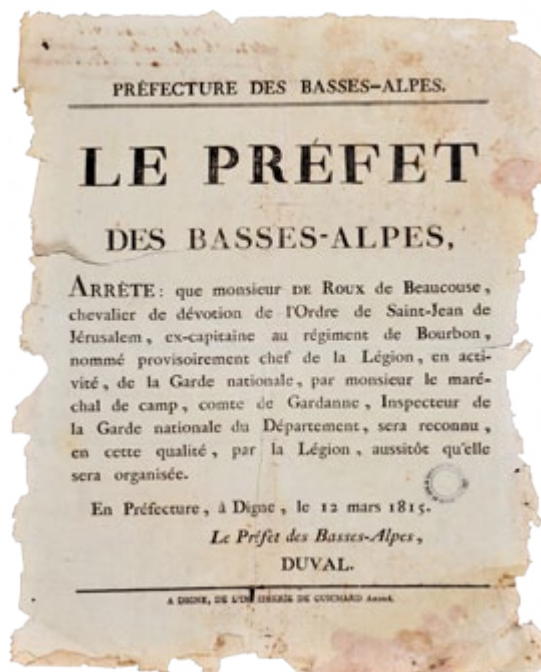 PRÉFECTURE DES BASSES-ALPES.
LE PRÉFET
DES BASSES-ALPES,
ARRÊTE : que monsieur DE ROUX de Beaucouse,
chevalier de dévotion de l'Ordre de Saint-Jean de
Jérusalem, ex-capitaine au régiment de Bourbon,
nommé provisoirement chef de la Légion, en acti-
vité, de la Garde nationale, par monsieur le maré-
chal de camp, comte de Gardanne, Inspecteur de
la Garde nationale du Département, sera reconnu,
en cette qualité, par la Légion, aussitôt qu'elle
sera organisée.
En Préfecture, à Digne, le 12 mars 1815.
Le Préfet des Basses-Alpes,
DUVAL.
A DIGNE, DE GUICHARD